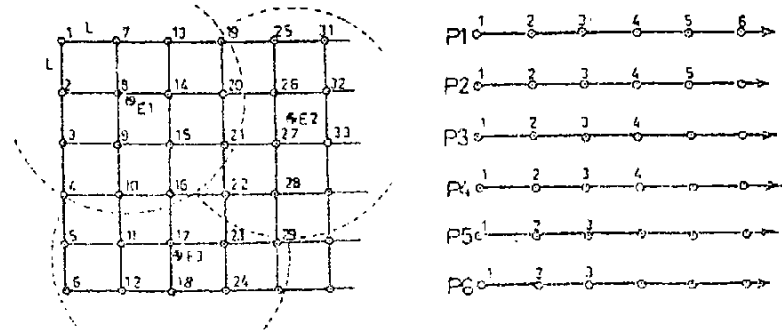 1 L 7 13 19 25 31
L
2 8 14 20 26 32
E1 E2
3 9 15 21 27 33
4 10 16 22 28
5 11 17 23 29
E3
6 12 18 24
P1 1 2 3 4 5 6
P2 1 2 3 4 5
P3 1 2 3 4
P4 1 2 3 4
P5 1 2 3
P6 1 2 3